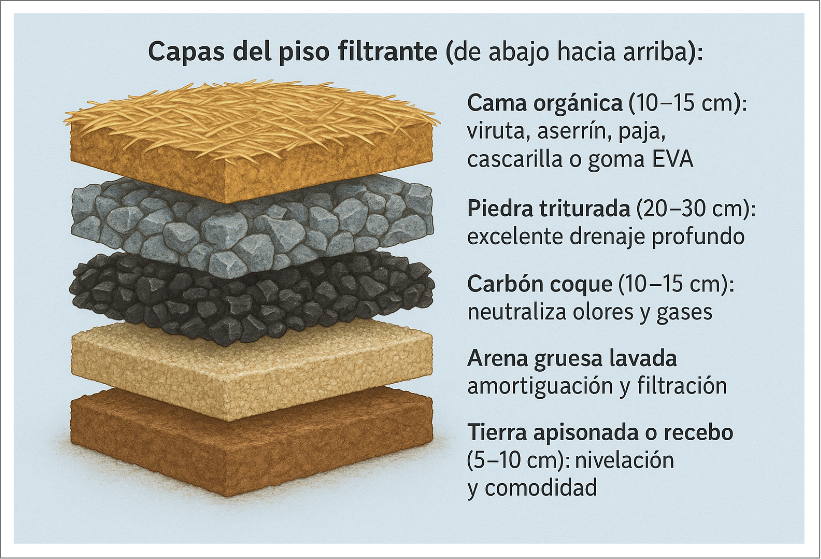 Capas del piso filtrante (de abajo hacia arriba):
Cama orgánica (10–15 cm):
viruta, aserrín, paja,
cascarilla o goma EVA
Piedra triturada (20–30 cm):
excelente drenaje profundo
Carbón coque (10–15 cm):
neutraliza olores y gases
Arena gruesa lavada
amortiguación y filtración
Tierra apisonada o recebo
(5–10 cm): nivelación
y comodidad